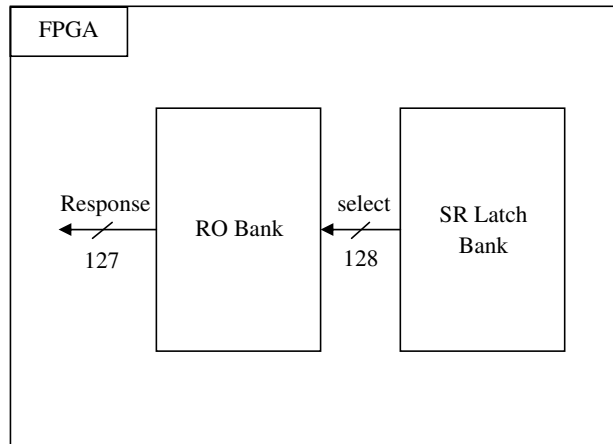 FPGA
Response
127
RO Bank
select
128
SR Latch
Bank